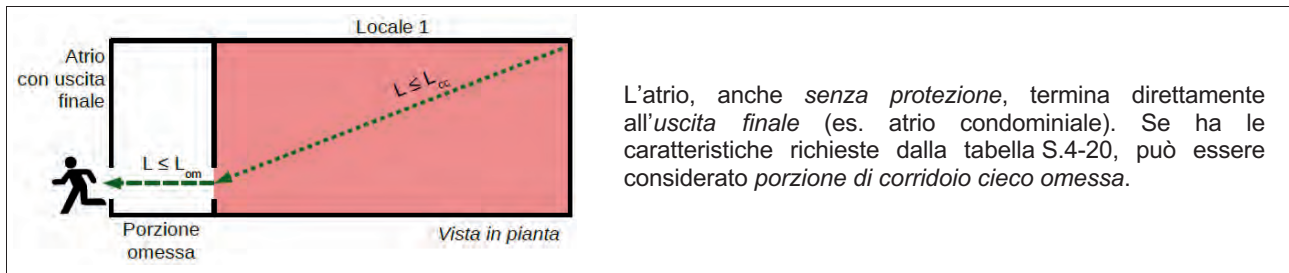 Locale 1
Atrio
con uscita
finale
L ≤ Lcc
L ≤ Lom
Porzione
omessa
Vista in pianta
L’atrio, anche senza protezione, termina direttamente
all’uscita finale (es. atrio condominiale). Se ha le
caratteristiche richieste dalla tabella S.4-20, può essere
considerato porzione di corridoio cieco omessa.